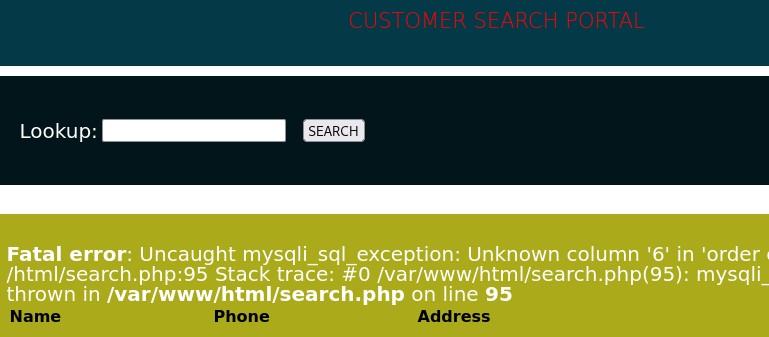 CUSTOMER SEARCH PORTAL
Lookup: SEARCH
Fatal error: Uncaught mysqli_sql_exception: Unknown column '6' in 'order
/html/search.php:95 Stack trace: #0 /var/www/html/search.php(95): mysqli_
thrown in /var/www/html/search.php on line 95
Name Phone Address